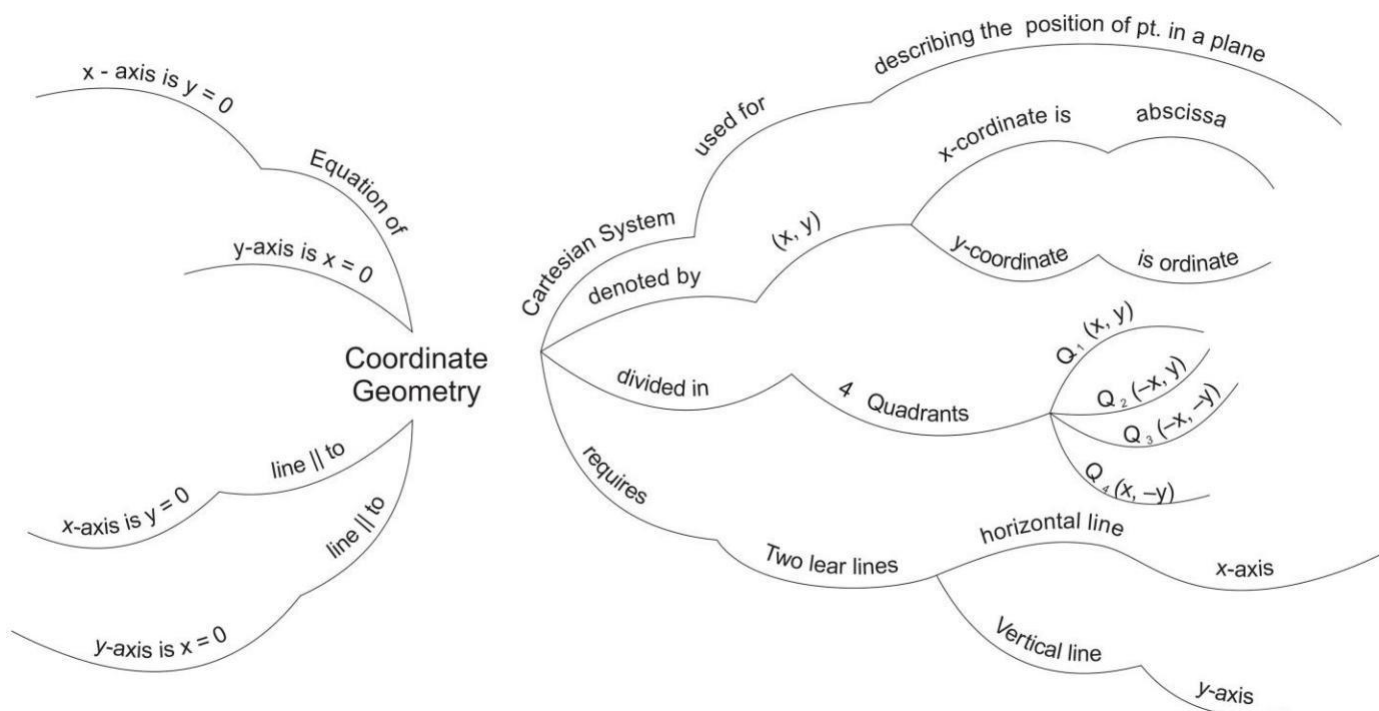 x - axis is y = 0
Equation of
y-axis is x = 0
Coordinate
Geometry
line || to
x-axis is y = 0
line || to
y-axis is x = 0
Cartesian System
used for
describing the position of pt. in a plane
denoted by
(x, y)
x-cordinate is
abscissa
y-coordinate
is ordinate
divided in
4 Quadrants
Q₁ (x, y)
Q₂ (–x, y)
Q₃ (–x, –y)
Q₄ (x, –y)
requires
Two lear lines
horizontal line
x-axis
Vertical line
y-axis